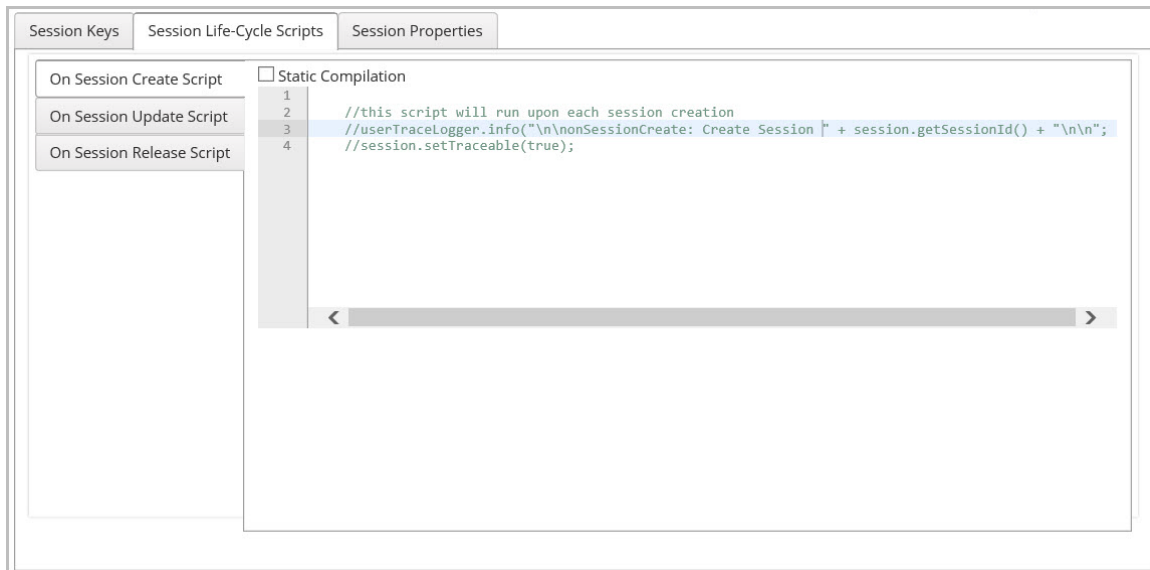 Session Keys
Session Life-Cycle Scripts
Session Properties
On Session Create Script
On Session Update Script
On Session Release Script
Static Compilation
1
2 //this script will run upon each session creation
3 //userTraceLogger.info("\n\nonSessionCreate: Create Session " + session.getSessionId() + "\n\n";
4 //session.setTraceable(true);